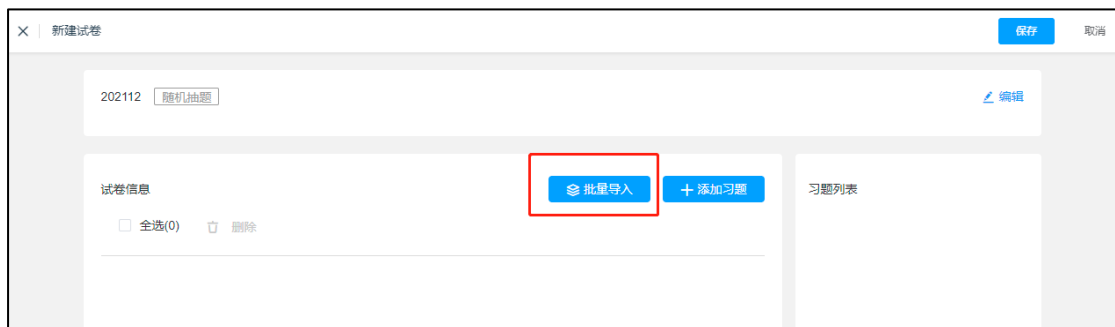 新建试卷 保存 取消
202112 随机抽题 编辑
试卷信息 批量导入 添加习题 习题列表
全选(0) 删除